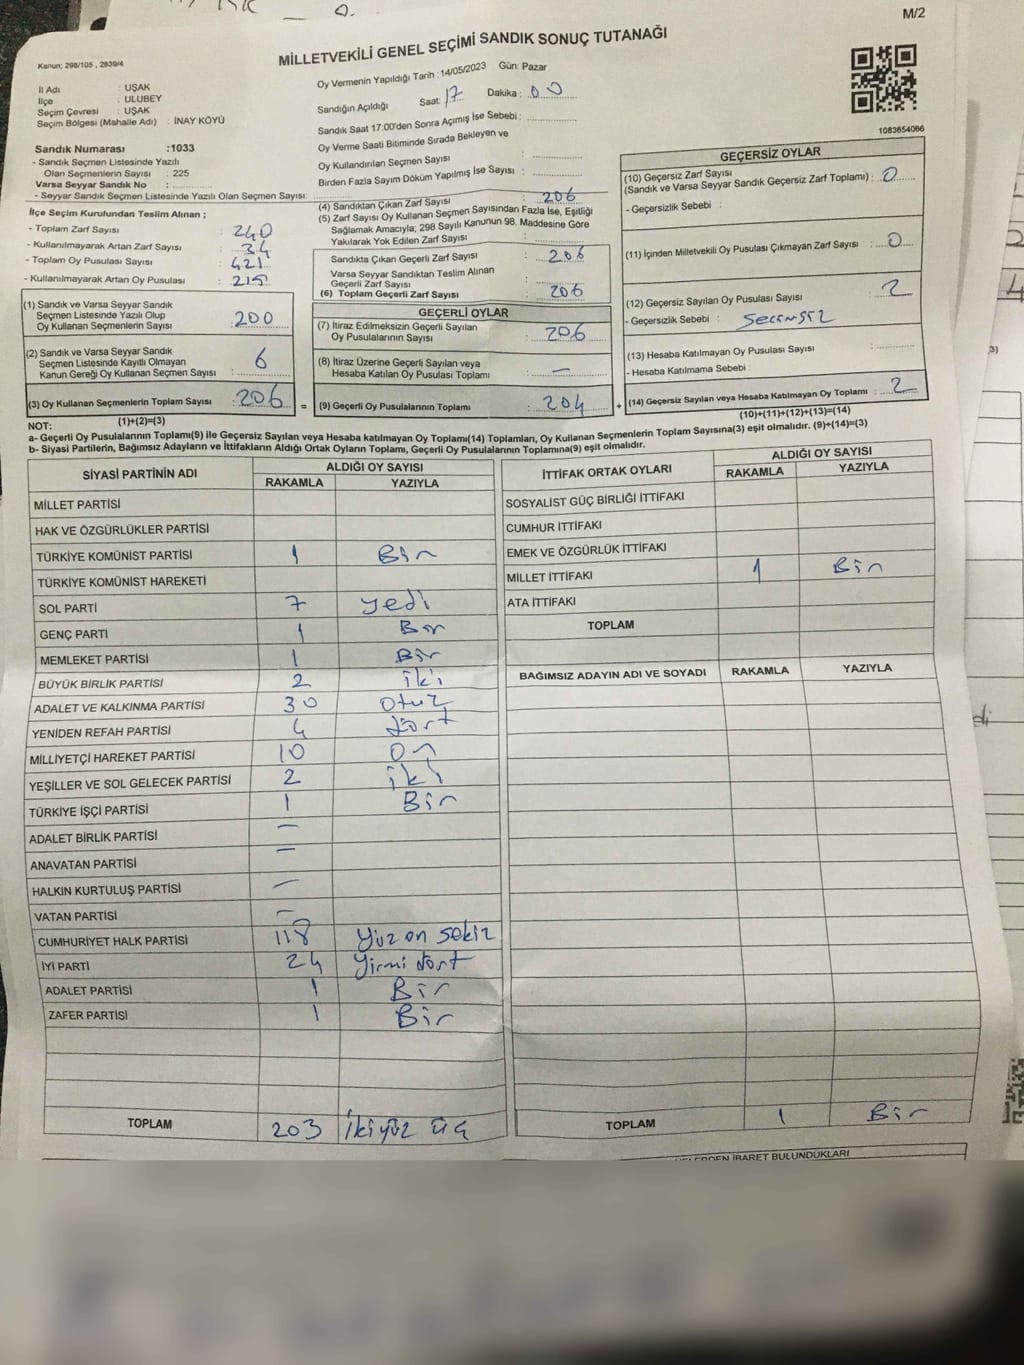 M/2
Kanun; 298/105 , 2839/4
MİLLETVEKİLİ GENEL SEÇİMİ SANDIK SONUÇ TUTANAĞI
İl Adı : UŞAK
İlçe : ULUBEY
Seçim Çevresi : UŞAK
Seçim Bölgesi (Mahalle Adı) : İNAY KÖYÜ
Sandık Numarası :1033
- Sandık Seçmen Listesinde Yazılı
Olan Seçmenlerin Sayısı : 225
Varsa Seyyar Sandık No :
- Seyyar Sandık Seçmen Listesinde Yazılı Olan Seçmen Sayısı:
Oy Vermenin Yapıldığı Tarih : 14/05/2023 Gün: Pazar
Sandığın Açıldığı Saat: 17 Dakika : 00
Sandık Saat 17:00'den Sonra Açımış İse Sebebi :
Oy Verme Saati Bitiminde Sırada Bekleyen ve
Oy Kullandırılan Seçmen Sayısı :
Birden Fazla Sayım Döküm Yapılmış İse Sayısı :
1083654066
İlçe Seçim Kurulundan Teslim Alınan ;
- Toplam Zarf Sayısı : 240
- Kullanılmayarak Artan Zarf Sayısı : 34
- Toplam Oy Pusulası : 421
- Kullanılmayarak Artan Oy Pusulası : 215
(1) Sandık ve Varsa Seyyar Sandık
Seçmen Listesinde Yazılı Olup
Oy Kullanan Seçmenlerin Sayısı : 200
(2) Sandık ve Varsa Seyyar Sandık
Seçmen Listesinde Kayıtlı Olmayan
Kanun Gereği Oy Kullanan Seçmen Sayısı : 6
(3) Oy Kullanan Seçmenlerin Toplam Sayısı : 206
(1)+(2)=(3)
(4) Sandıktan Çıkan Zarf Sayısı : 206
(5) Zarf Sayısı Oy Kullanan Seçmen Sayısından Fazla İse, Eşitliği
Sağlamak Amacıyla; 298 Sayılı Kanunun 98. Maddesine Göre
Yakılarak Yok Edilen Zarf Sayısı :
Sandıkta Çıkan Geçerli Zarf Sayısı : 206
Varsa Seyyar Sandıktan Teslim Alınan
Geçerli Zarf Sayısı :
(6) Toplam Geçerli Zarf Sayısı : 206
GEÇERLİ OYLAR
(7) İtiraz Edilmeksizin Geçerli Sayılan
Oy Pusulalarının Sayısı : 206
(8) İtiraz Üzerine Geçerli Sayılan veya
Hesaba Katılan Oy Pusulası Toplamı : —
= (9) Geçerli Oy Pusulalarının Toplamı : 204 +
GEÇERSİZ OYLAR
(10) Geçersiz Zarf Sayısı
(Sandık ve Varsa Seyyar Sandık Geçersiz Zarf Toplamı) : 0
- Geçersizlik Sebebi :
(11) İçinden Milletvekili Oy Pusulası Çıkmayan Zarf Sayısı : 0
(12) Geçersiz Sayılan Oy Pusulası Sayısı : 2
- Geçersizlik Sebebi :
(13) Hesaba Katılmayan Oy Pusulası Sayısı :
- Hesaba Katılmama Sebebi :
(14) Geçersiz Sayılan veya Hesaba Katılmayan Oy Toplamı : 2
(10)+(11)+(12)+(13)=(14)
NOT:
a- Geçerli Oy Pusulalarının Toplamı(9) ile Geçersiz Sayılan veya Hesaba katılmayan Oy Toplamı(14) Toplamları, Oy Kullanan Seçmenlerin Toplam Sayısına(3) eşit olmalıdır. (9)+(14)=(3)
b- Siyasi Partilerin, Bağımsız Adayların ve İttifakların Aldığı Ortak Oyların Toplamı, Geçerli Oy Pusulalarının Toplamına(9) eşit olmalıdır.
SİYASİ PARTİNİN ADI ALDIĞI OY SAYISI
RAKAMLA YAZIYLA
MİLLET PARTİSİ
HAK VE ÖZGÜRLÜKLER PARTİSİ
TÜRKİYE KOMÜNİST PARTİSİ 1 Bir
TÜRKİYE KOMÜNİST HAREKETİ
SOL PARTİ 7 yedi
GENÇ PARTİ 1 Bir
MEMLEKET PARTİSİ 1 Bir
BÜYÜK BİRLİK PARTİSİ 2 iki
ADALET VE KALKINMA PARTİSİ 30 otuz
YENİDEN REFAH PARTİSİ 4 dört
MİLLİYETÇİ HAREKET PARTİSİ 10 On
YEŞİLLER VE SOL GELECEK PARTİSİ 2 iki
TÜRKİYE İŞÇİ PARTİSİ 1 Bir
ADALET BİRLİK PARTİSİ —
ANAVATAN PARTİSİ —
HALKIN KURTULUŞ PARTİSİ —
VATAN PARTİSİ —
CUMHURİYET HALK PARTİSİ 118 yüz on sekiz
İYİ PARTİ 24 yirmi dört
ADALET PARTİSİ 1 Bir
ZAFER PARTİSİ 1 Bir
TOPLAM 203 ikiyüz üç
İTTİFAK ORTAK OYLARI ALDIĞI OY SAYISI
RAKAMLA YAZIYLA
SOSYALİST GÜÇ BİRLİĞİ İTTİFAKI
CUMHUR İTTİFAKI
EMEK VE ÖZGÜRLÜK İTTİFAKI
MİLLET İTTİFAKI 1 Bir
ATA İTTİFAKI
TOPLAM
BAĞIMSIZ ADAYIN ADI VE SOYADI RAKAMLA YAZIYLA
TOPLAM 1 Bir
İBARET BULUNDUKLARI